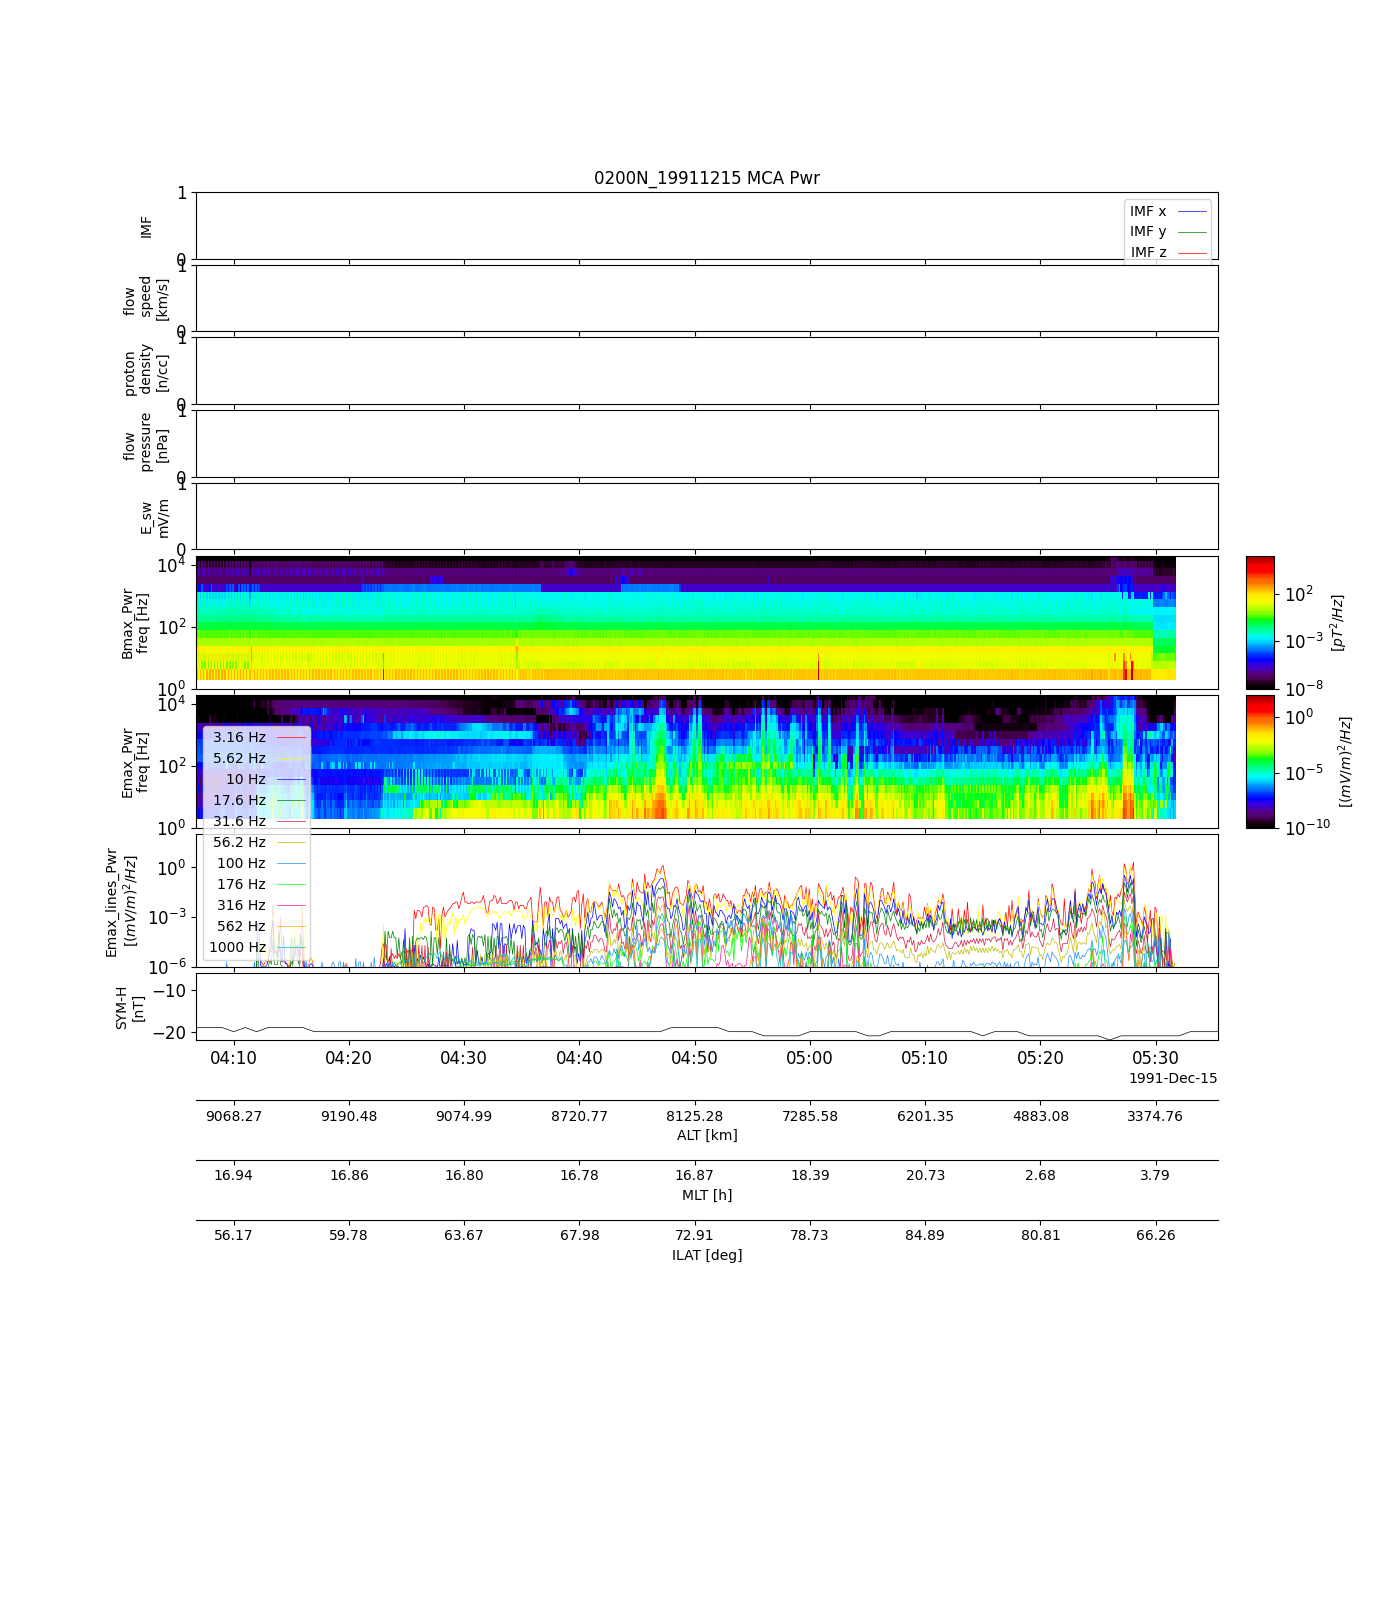 0200N_19911215 MCA Pwr
1
IMF
0
IMF x
IMF y
IMF z
1
flow
speed
[km/s]
0
1
proton
density
[n/cc]
0
1
flow
pressure
[nPa]
0
1
E_sw
mV/m
0
10^4
10^2
10^0
Bmax_Pwr
freq [Hz]
10^2
10^-3
10^-8
[pT^2/Hz]
10^4
10^2
10^0
Emax_Pwr
freq [Hz]
10^0
10^-5
10^-10
[(mV/m)^2/Hz]
3.16 Hz
5.62 Hz
10 Hz
17.6 Hz
31.6 Hz
56.2 Hz
100 Hz
176 Hz
316 Hz
562 Hz
1000 Hz
10^0
10^-3
10^-6
Emax_lines_Pwr
[(mV/m)^2/Hz]
−10
−20
SYM-H
[nT]
04:10 04:20 04:30 04:40 04:50 05:00 05:10 05:20 05:30
1991-Dec-15
9068.27 9190.48 9074.99 8720.77 8125.28 7285.58 6201.35 4883.08 3374.76
ALT [km]
16.94 16.86 16.80 16.78 16.87 18.39 20.73 2.68 3.79
MLT [h]
56.17 59.78 63.67 67.98 72.91 78.73 84.89 80.81 66.26
ILAT [deg]